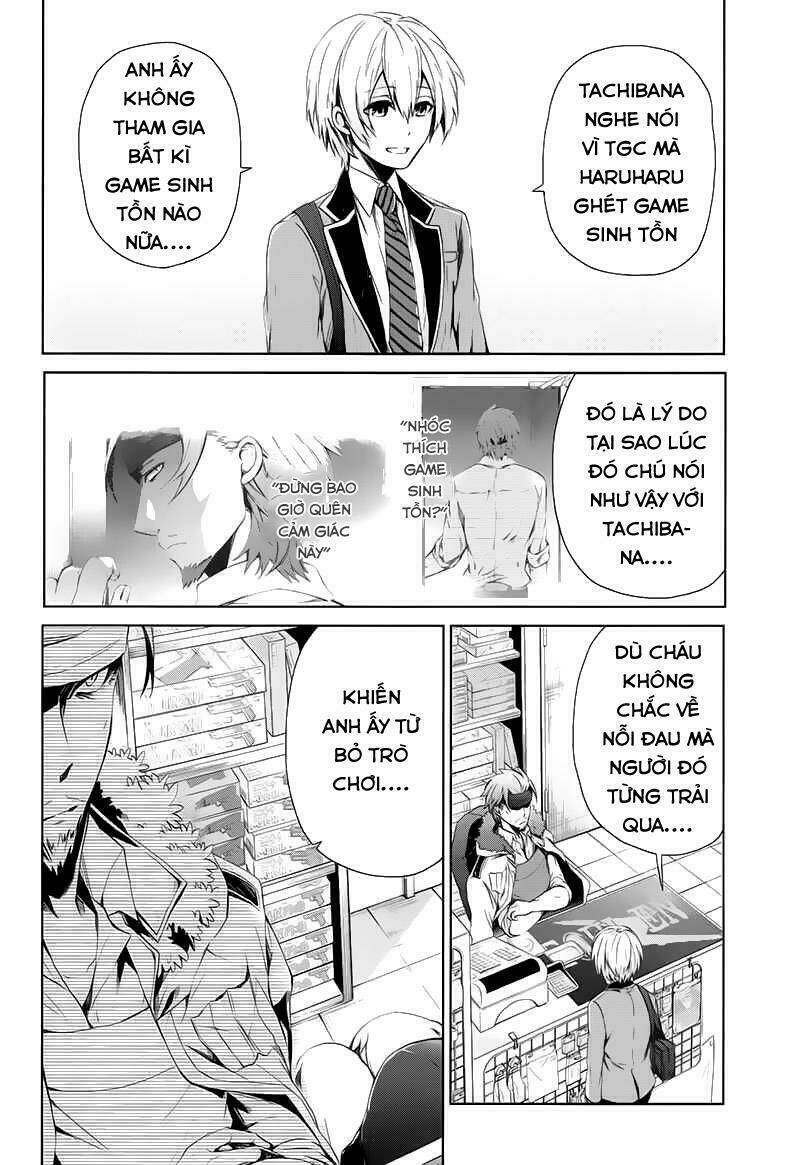 TACHIBANA
NGHE NÓI
VÌ TGC MÀ
HARUHARU
GHÉT GAME
SINH TỒN
ANH ẤY
KHÔNG
THAM GIA
BẤT KÌ
GAME SINH
TỒN NÀO
NỮA....
ĐÓ LÀ LÝ DO
TẠI SAO LÚC
ĐÓ CHÚ NÓI
NHƯ VẬY VỚI
TACHIBA-
NA....
"NHÓC
THÍCH
GAME
SINH
TỒN?"
"ĐỪNG BAO
GIỜ QUÊN
CẢM GIÁC
NÀY"
DÙ CHÁU
KHÔNG
CHẮC VỀ
NỖI ĐAU MÀ
NGƯỜI ĐÓ
TỪNG TRẢI
QUA....
KHIẾN
ANH ẤY TỪ
BỎ TRÒ
CHƠI....